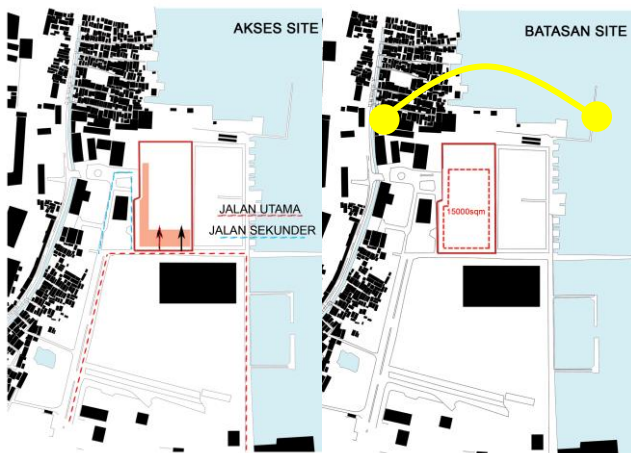 AKSES SITE
JALAN UTAMA
JALAN SEKUNDER
BATASAN SITE
15000sqm